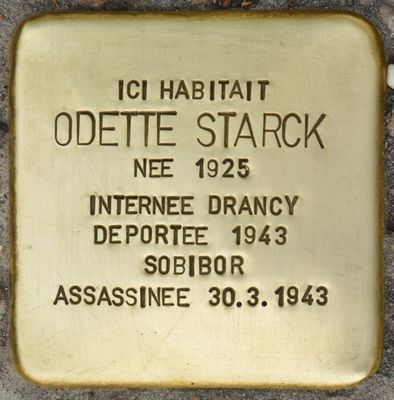 ICI HABITAIT
ODETTE STARCK
NEE 1925
INTERNEE DRANCY
DEPORTEE 1943
SOBIBOR
ASSASSINEE 30.3.1943